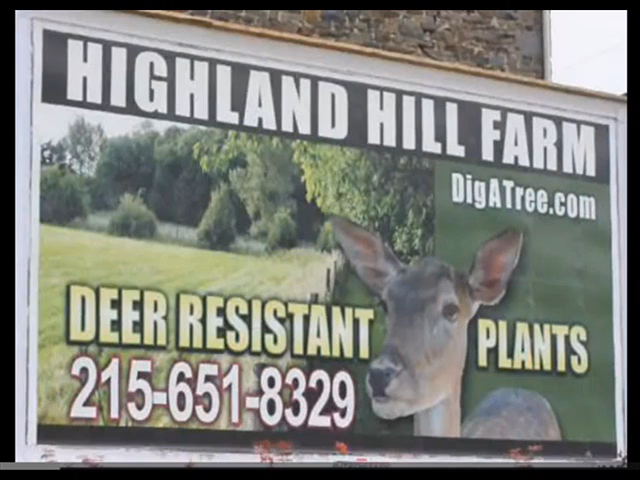 HIGHLAND HILL FARM
DigATree.com
DEER RESISTANT PLANTS
215-651-8329